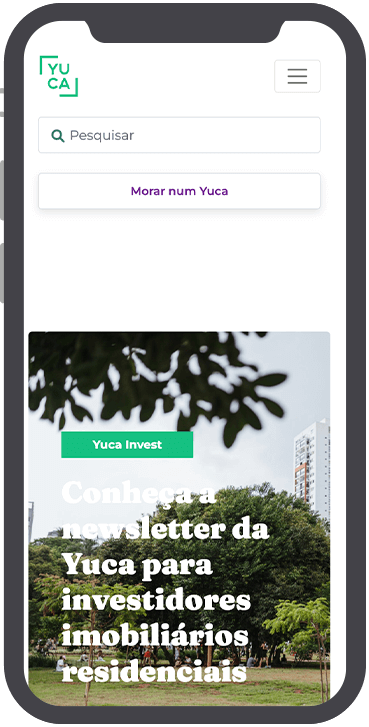 YU
CA
Pesquisar
Morar num Yuca
Yuca Invest
Conheça a
newsletter da
Yuca para
investidores
imobiliários
residenciais